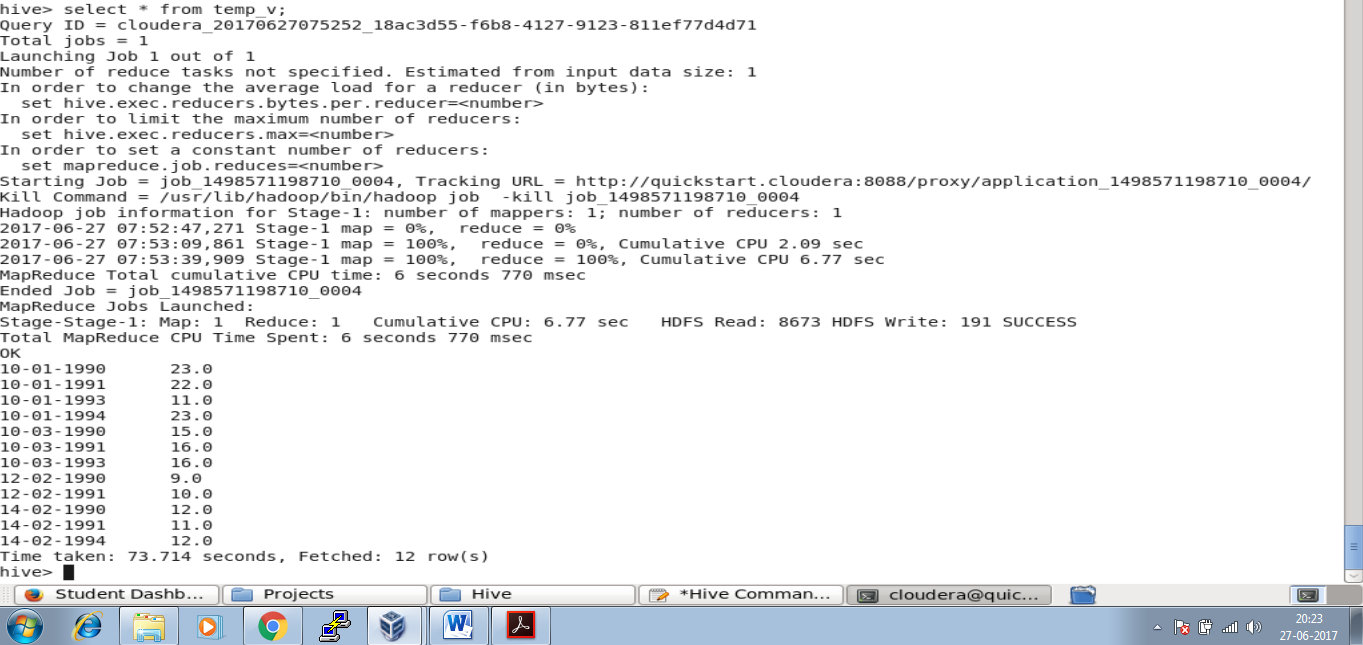 hive> select * from temp_v;
Query ID = cloudera_20170627075252_18ac3d55-f6b8-4127-9123-811ef77d4d71
Total jobs = 1
Launching Job 1 out of 1
Number of reduce tasks not specified. Estimated from input data size: 1
In order to change the average load for a reducer (in bytes):
  set hive.exec.reducers.bytes.per.reducer=<number>
In order to limit the maximum number of reducers:
  set hive.exec.reducers.max=<number>
In order to set a constant number of reducers:
  set mapreduce.job.reduces=<number>
Starting Job = job_1498571198710_0004, Tracking URL = http://quickstart.cloudera:8088/proxy/application_1498571198710_0004/
Kill Command = /usr/lib/hadoop/bin/hadoop job  -kill job_1498571198710_0004
Hadoop job information for Stage-1: number of mappers: 1; number of reducers: 1
2017-06-27 07:52:47,271 Stage-1 map = 0%,  reduce = 0%
2017-06-27 07:53:09,861 Stage-1 map = 100%,  reduce = 0%, Cumulative CPU 2.09 sec
2017-06-27 07:53:39,909 Stage-1 map = 100%,  reduce = 100%, Cumulative CPU 6.77 sec
MapReduce Total cumulative CPU time: 6 seconds 770 msec
Ended Job = job_1498571198710_0004
MapReduce Jobs Launched:
Stage-Stage-1: Map: 1  Reduce: 1   Cumulative CPU: 6.77 sec   HDFS Read: 8673 HDFS Write: 191 SUCCESS
Total MapReduce CPU Time Spent: 6 seconds 770 msec
OK
10-01-1990      23.0
10-01-1991      22.0
10-01-1993      11.0
10-01-1994      23.0
10-03-1990      15.0
10-03-1991      16.0
10-03-1993      16.0
12-02-1990      9.0
12-02-1991      10.0
14-02-1990      12.0
14-02-1991      11.0
14-02-1994      12.0
Time taken: 73.714 seconds, Fetched: 12 row(s)
hive>
Student Dashb... Projects Hive *Hive Comman... cloudera@quic...
20:23
27-06-2017